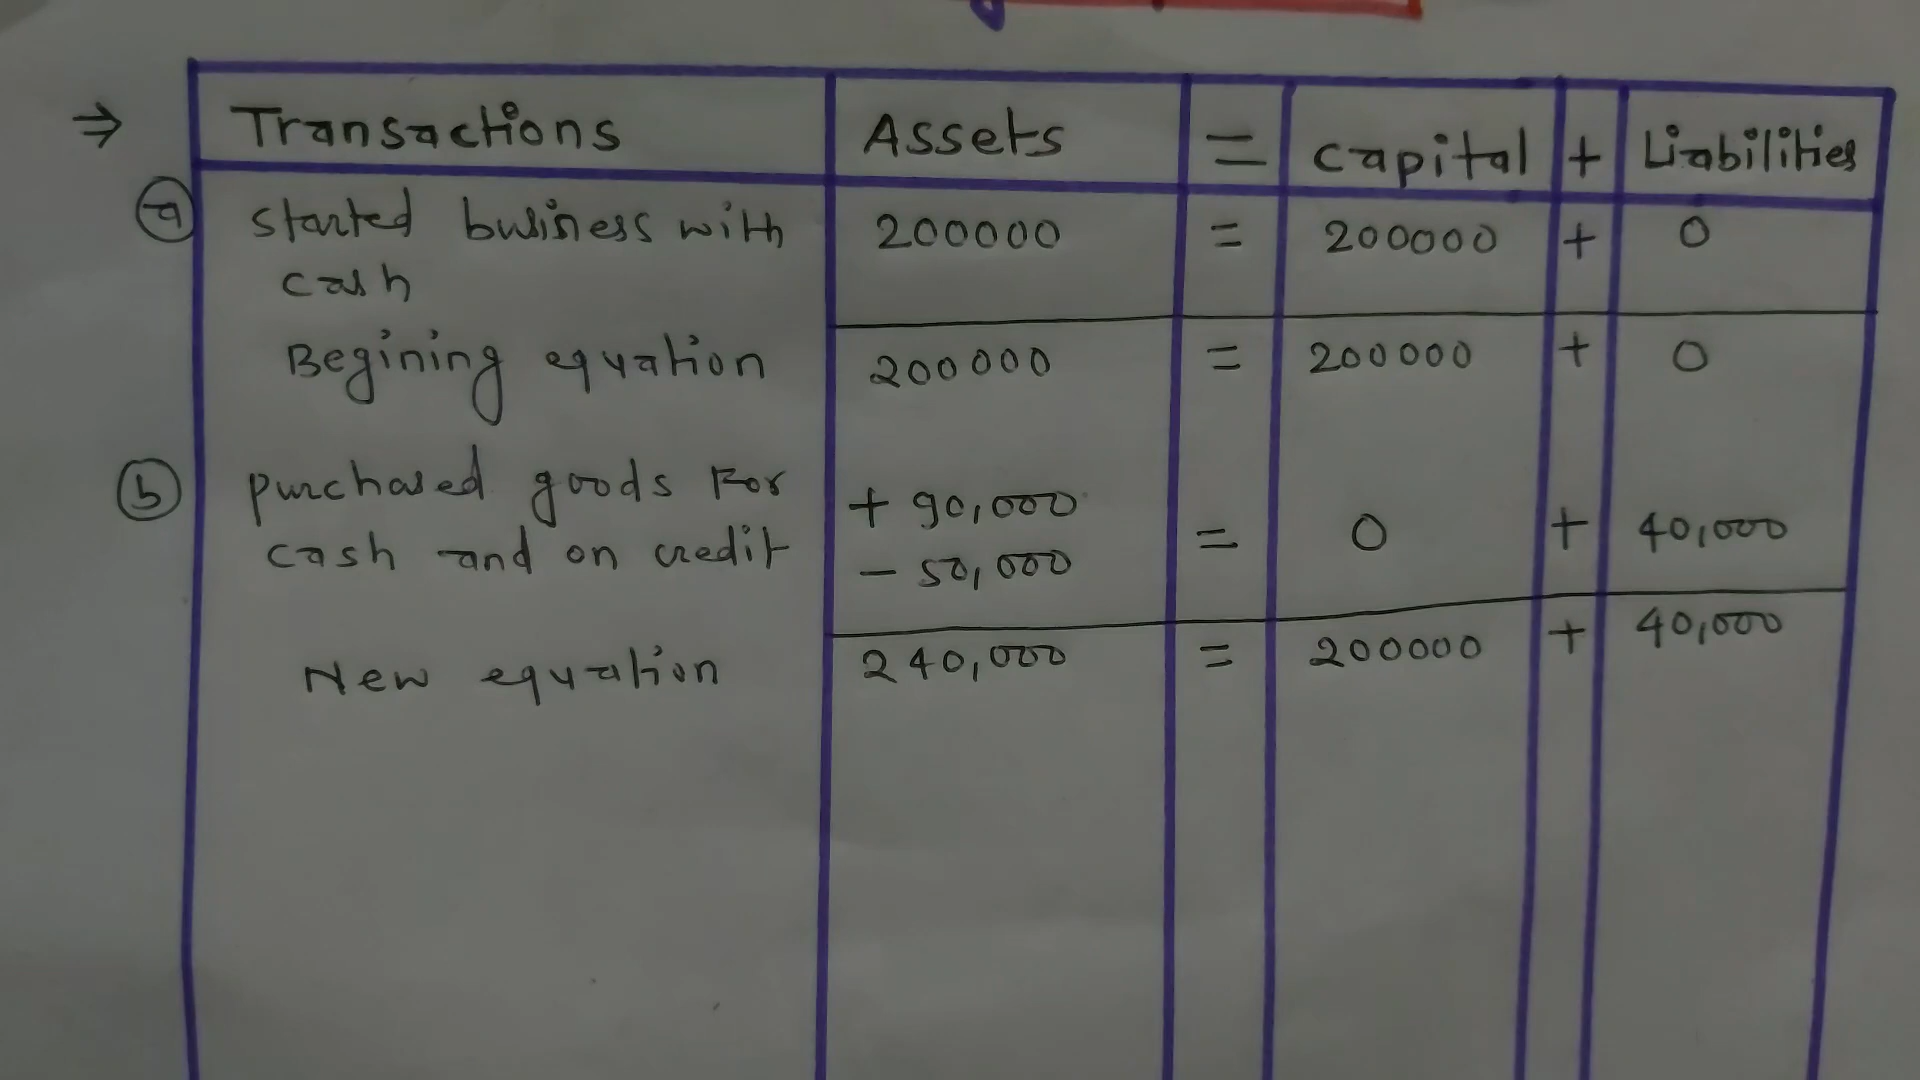 ⇒ Transactions Assets = capital + Liabilities
(a) started business with 200000 = 200000 + 0
cash
Begining equation 200000 = 200000 + 0
(b) purchased goods For + 90,000
cash and on credit - 50,000 = 0 + 40,000
New equation 240,000 = 200000 + 40,000